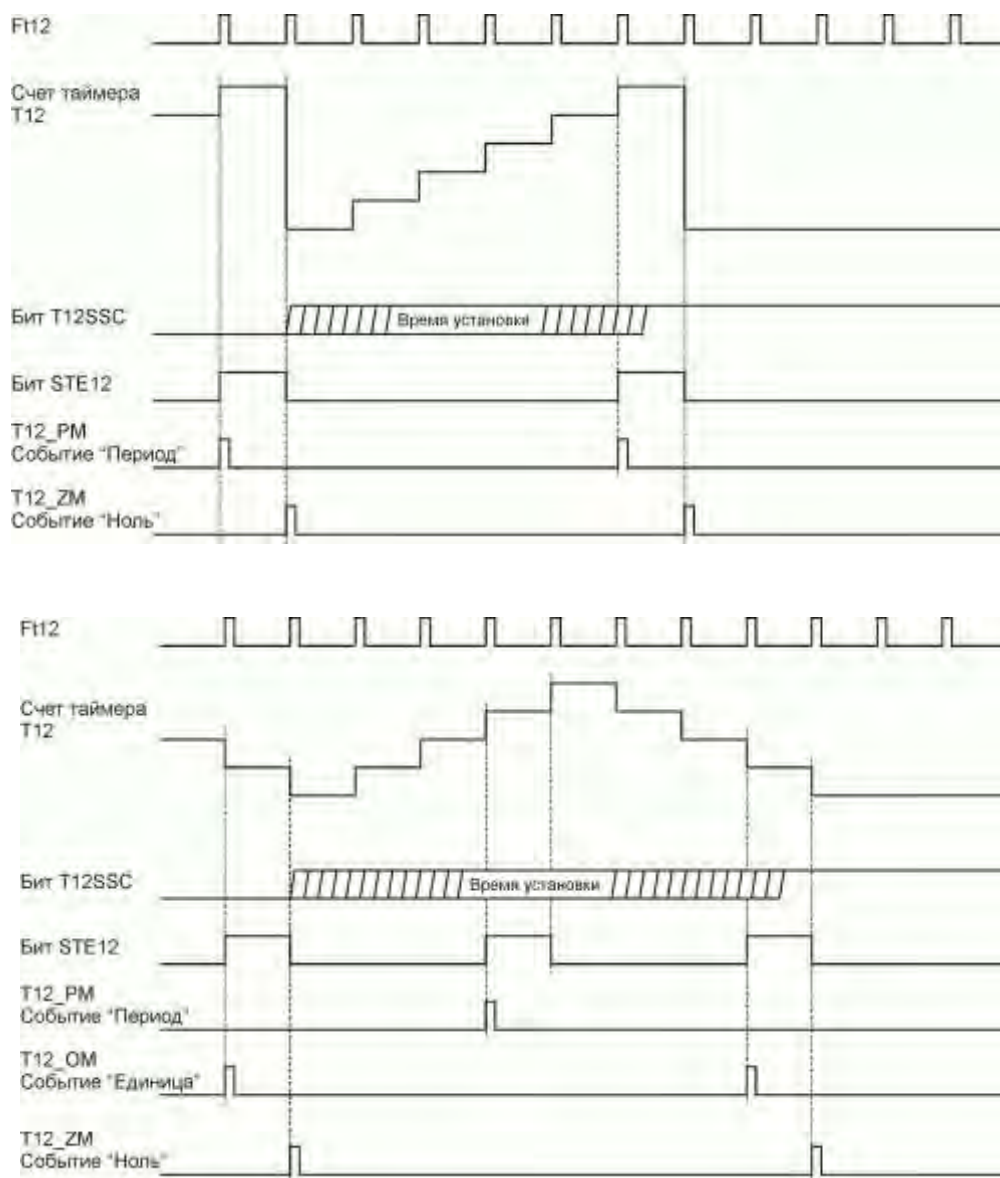 Ft12
Счет таймера
T12
Бит T12SSC
Время установки
Бит STE12
T12_PM
Событие "Период"
T12_ZM
Событие "Ноль"
Ft12
Счет таймера
T12
Бит T12SSC
Время установки
Бит STE12
T12_PM
Событие "Период"
T12_OM
Событие "Единица"
T12_ZM
Событие "Ноль"